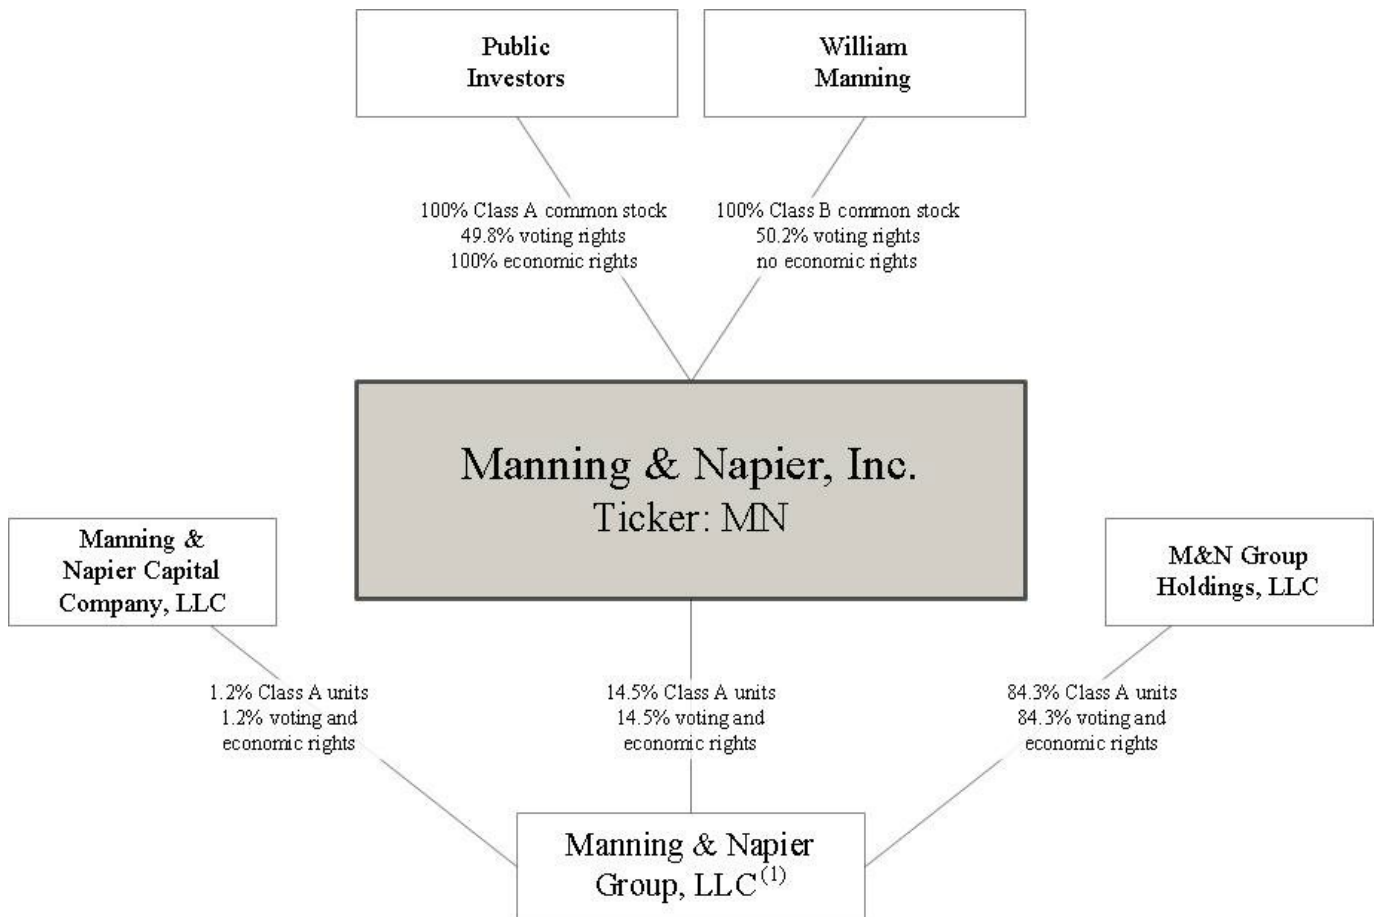 Public
Investors
William
Manning
100% Class A common stock
49.8% voting rights
100% economic rights
100% Class B common stock
50.2% voting rights
no economic rights
Manning & Napier, Inc.
Ticker: MN
Manning &
Napier Capital
Company, LLC
M&N Group
Holdings, LLC
1.2% Class A units
1.2% voting and
economic rights
14.5% Class A units
14.5% voting and
economic rights
84.3% Class A units
84.3% voting and
economic rights
Manning & Napier
Group, LLC(1)